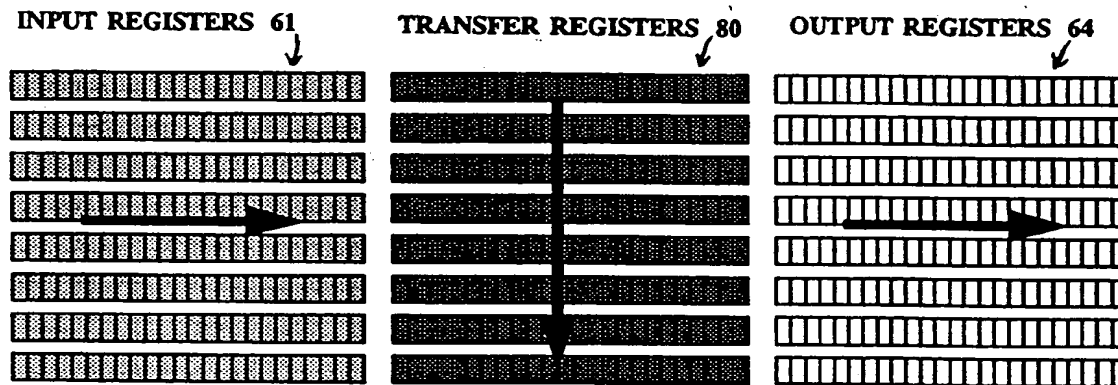 INPUT REGISTERS 61
TRANSFER REGISTERS 80
OUTPUT REGISTERS 64